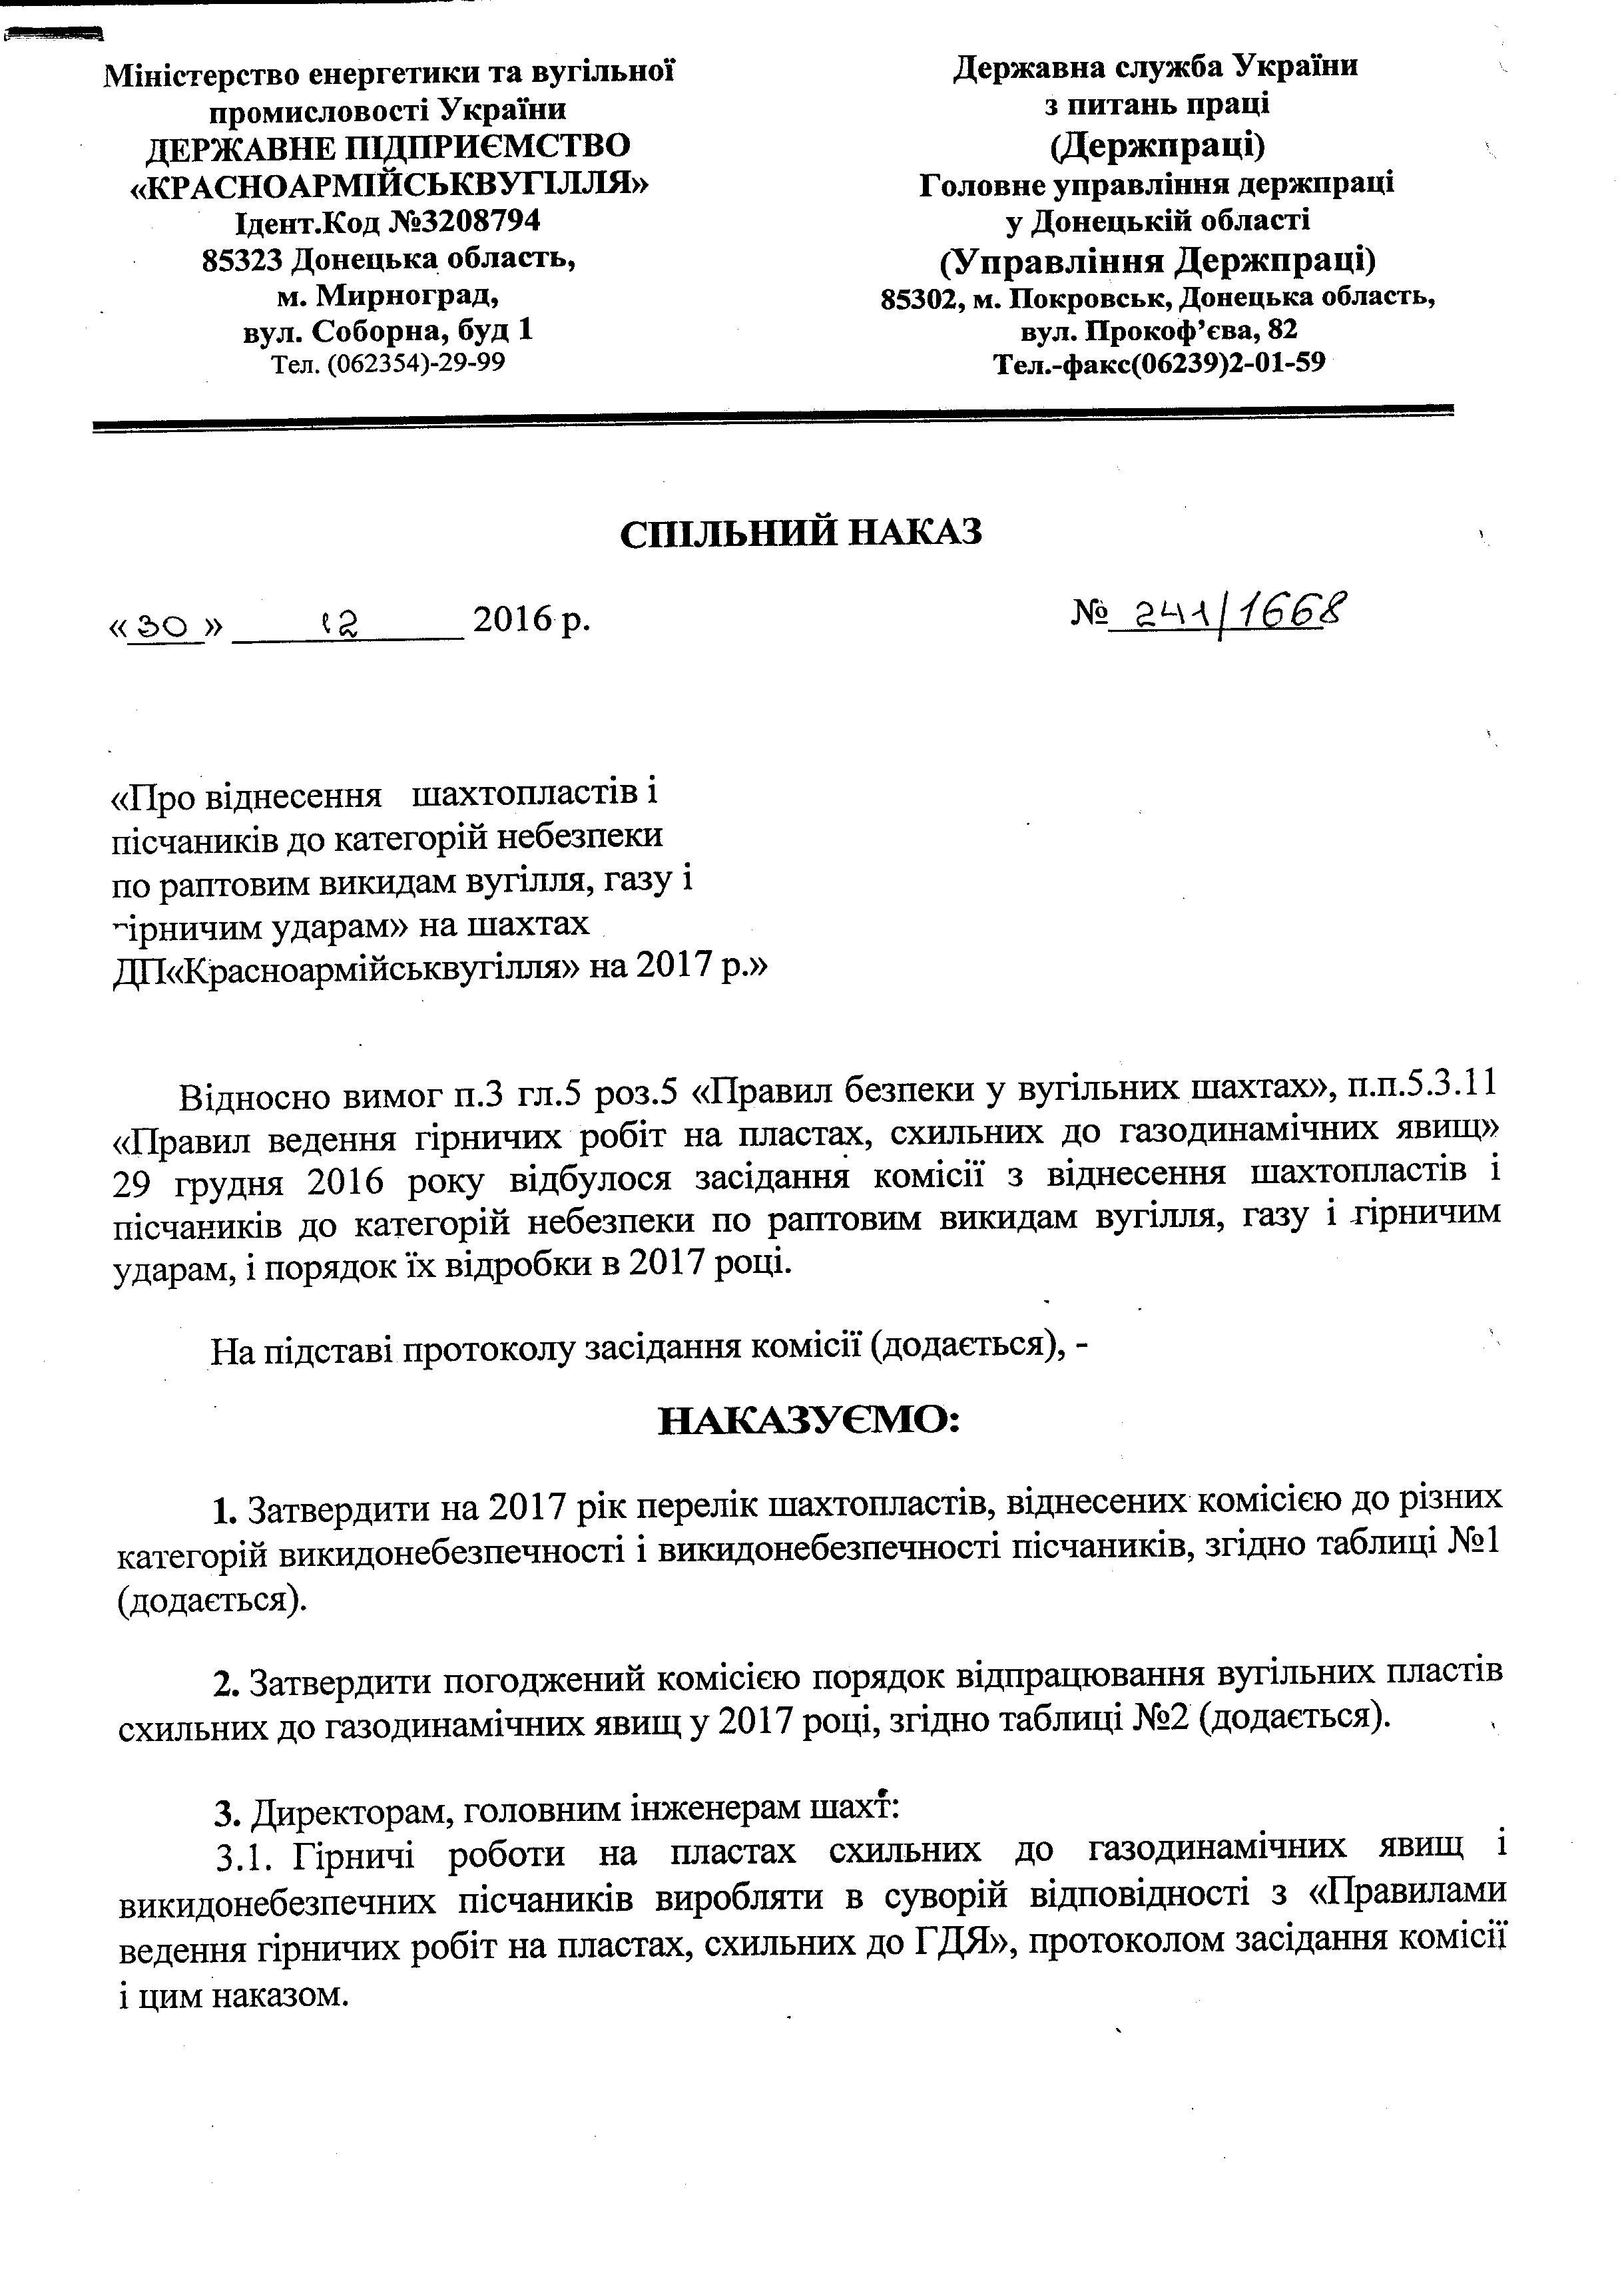 Міністерство енергетики та вугільної
промисловості України
ДЕРЖАВНЕ ПІДПРИЄМСТВО
«КРАСНОАРМІЙСЬКВУГІЛЛЯ»
Ідент.Код №3208794
85323 Донецька область,
м. Мирноград,
вул. Соборна, буд 1
Тел. (062354)-29-99
Державна служба України
з питань праці
(Держпраці)
Головне управління держпраці
у Донецькій області
(Управління Держпраці)
85302, м. Покровськ, Донецька область,
вул. Прокоф’єва, 82
Тел.-факс(06239)2-01-59
СПІЛЬНИЙ НАКАЗ
«30» 12 2016 р. № 241/1668
«Про віднесення шахтопластів і
пісчаників до категорій небезпеки
по раптовим викидам вугілля, газу і
гірничим ударам» на шахтах
ДП«Красноармійськвугілля» на 2017 р.»
Відносно вимог п.3 гл.5 роз.5 «Правил безпеки у вугільних шахтах», п.п.5.3.11
«Правил ведення гірничих робіт на пластах, схильних до газодинамічних явищ»
29 грудня 2016 року відбулося засідання комісії з віднесення шахтопластів і
пісчаників до категорій небезпеки по раптовим викидам вугілля, газу і гірничим
ударам, і порядок їх відробки в 2017 році.
На підставі протоколу засідання комісії (додається), -
НАКАЗУЄМО:
1. Затвердити на 2017 рік перелік шахтопластів, віднесених комісією до різних
категорій викидонебезпечності і викидонебезпечності пісчаників, згідно таблиці №1
(додається).
2. Затвердити погоджений комісією порядок відпрацювання вугільних пластів
схильних до газодинамічних явищ у 2017 році, згідно таблиці №2 (додається).
3. Директорам, головним інженерам шахт:
3.1. Гірничі роботи на пластах схильних до газодинамічних явищ і
викидонебезпечних пісчаників виробляти в суворій відповідності з «Правилами
ведення гірничих робіт на пластах, схильних до ГДЯ», протоколом засідання комісії
і цим наказом.